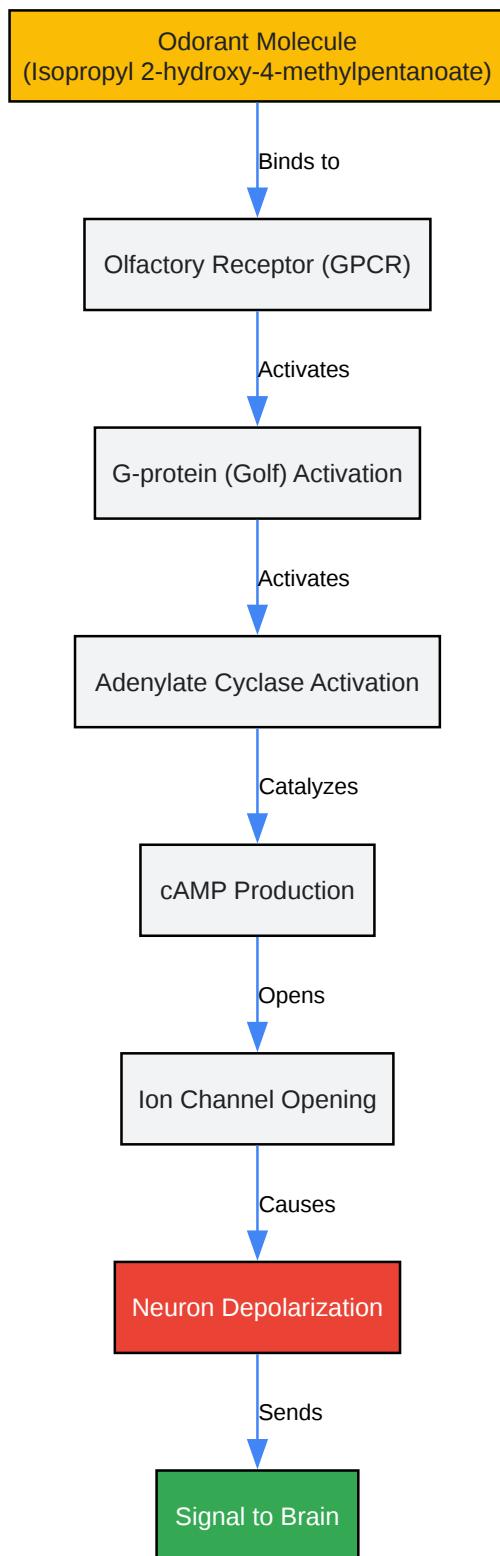 Odorant Molecule
(Isopropyl 2-hydroxy-4-methylpentanoate)
Binds to
Olfactory Receptor (GPCR)
Activates
G-protein (Golf) Activation
Activates
Adenylate Cyclase Activation
Catalyzes
cAMP Production
Opens
Ion Channel Opening
Causes
Neuron Depolarization
Sends
Signal to Brain